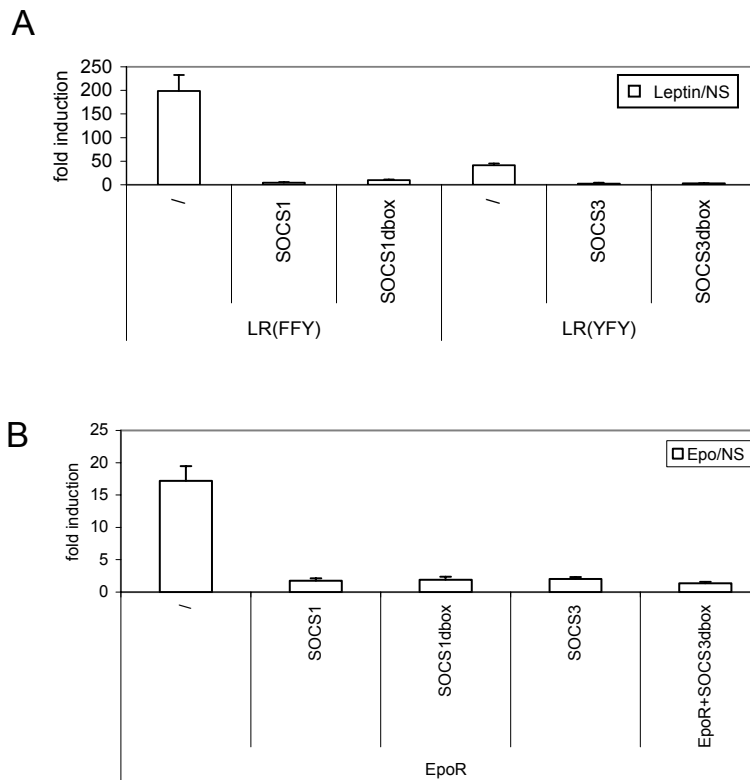 A
250
200
150
100
50
0
fold induction
Leptin/NS
/
SOCS1
SOCS1dbox
/
SOCS3
SOCS3dbox
LR(FFY)
LR(YFY)
B
25
20
15
10
5
0
fold induction
Epo/NS
/
SOCS1
SOCS1dbox
SOCS3
EpoR+SOCS3dbox
EpoR